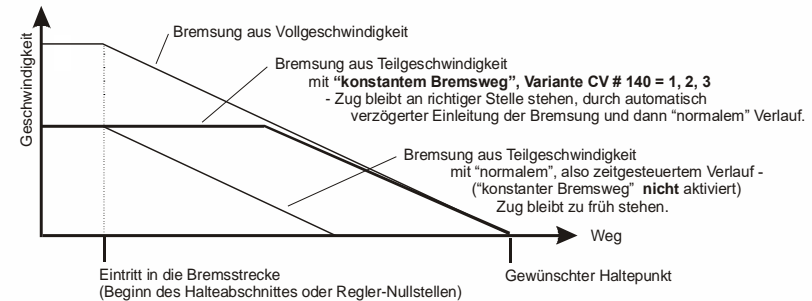 Geschwindigkeit
Bremsung aus Vollgeschwindigkeit
Bremsung aus Teilgeschwindigkeit
mit “konstantem Bremsweg”, Variante CV # 140 = 1, 2, 3
- Zug bleibt an richtiger Stelle stehen, durch automatisch
verzögerter Einleitung der Bremsung und dann “normalem” Verlauf.
Bremsung aus Teilgeschwindigkeit
mit “normalem”, also zeitgesteuertem Verlauf -
(“konstanter Bremsweg” nicht aktiviert)
Zug bleibt zu früh stehen.
Weg
Eintritt in die Bremsstrecke
(Beginn des Halteabschnittes oder Regler-Nullstellen)
Gewünschter Haltepunkt